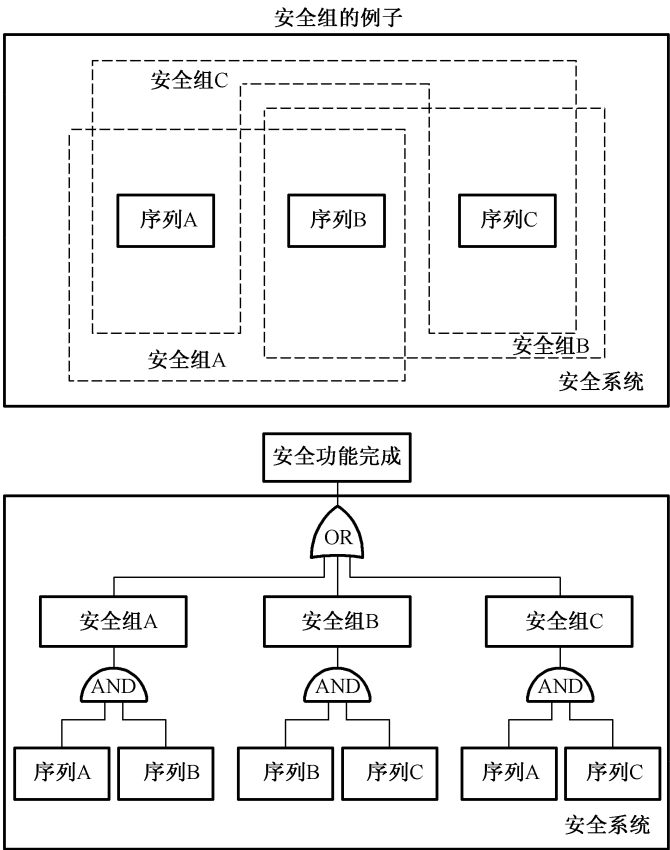 安全组的例子
安全组C
序列A
序列B
序列C
安全组B
安全组A
安全系统
安全功能完成
OR
安全组A
安全组B
安全组C
AND
AND
AND
序列A
序列B
序列B
序列C
序列A
序列C
安全系统